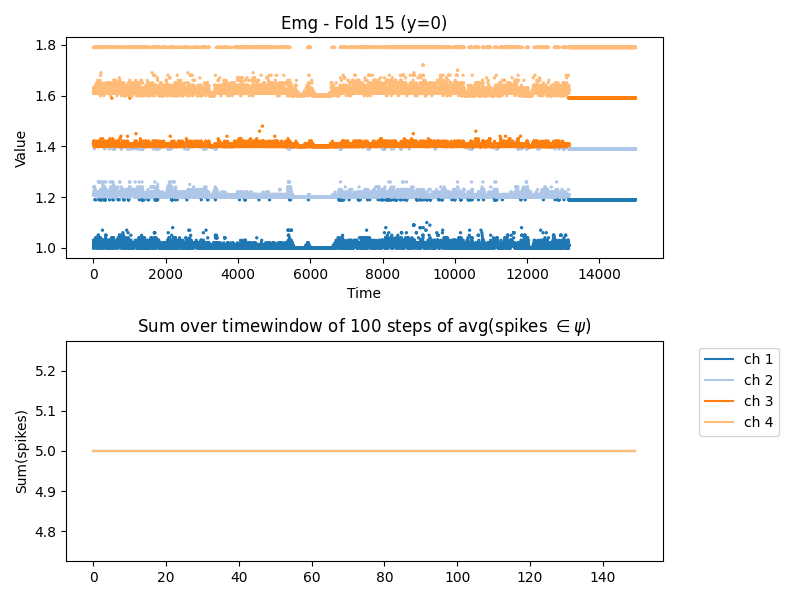 Emg - Fold 15 (y=0)
Value
1.8
1.6
1.4
1.2
1.0
0 2000 4000 6000 8000 10000 12000 14000
Time
Sum over timewindow of 100 steps of avg(spikes ∈ ψ)
Sum(spikes)
5.2
5.1
5.0
4.9
4.8
0 20 40 60 80 100 120 140
ch 1
ch 2
ch 3
ch 4